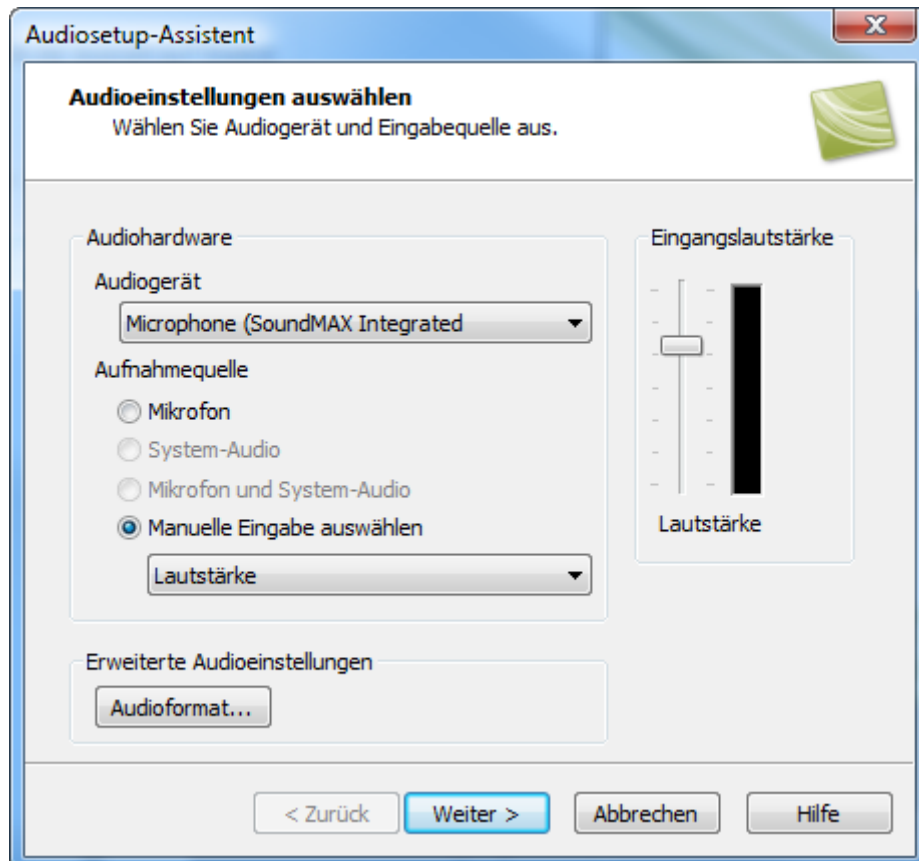 Audiosetup-Assistent
Audioeinstellungen auswählen
Wählen Sie Audiogerät und Eingabequelle aus.
Audiohardware
Audiogerät
Microphone (SoundMAX Integrated
Aufnahmequelle
Mikrofon
System-Audio
Mikrofon und System-Audio
Manuelle Eingabe auswählen
Lautstärke
Eingangslautstärke
Lautstärke
Erweiterte Audioeinstellungen
Audioformat...
< Zurück
Weiter >
Abbrechen
Hilfe